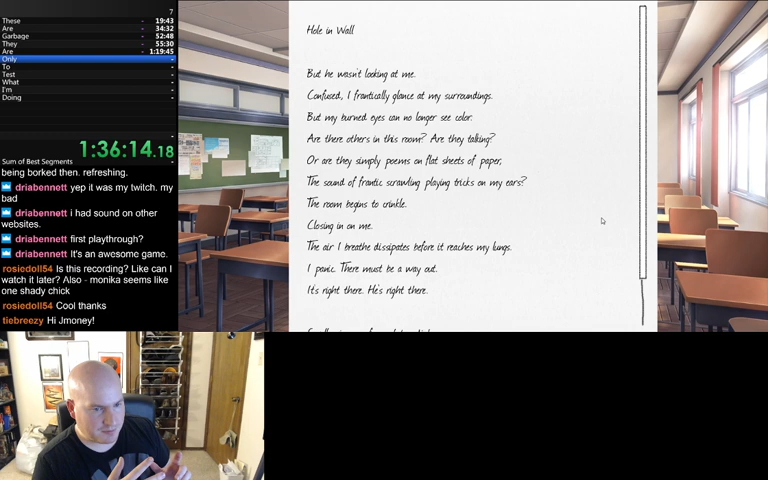 7
These - 19:43
Are - 34:32
Garbage - 52:48
They - 55:30
Are - 1:19:45
Only -
To -
Test -
What -
I'm -
Doing -
-
1:36:14.18
Sum of Best Segments -
being borked then. refreshing.
driabennett yep it was my twitch. my
bad
driabennett i had sound on other
websites.
driabennett first playthrough?
driabennett It's an awesome game.
rosiedoll54 Is this recording? Like can I
watch it later? Also - monika seems like
one shady chick
rosiedoll54 Cool thanks
tiebreezy Hi Jmoney!
Hole in Wall
But he wasn't looking at me.
Confused, I frantically glance at my surroundings.
But my burned eyes can no longer see color.
Are there others in this room? Are they talking?
Or are they simply poems on flat sheets of paper,
The sound of frantic scrawling playing tricks on my ears?
The room begins to crinkle.
Closing in on me.
The air I breathe dissipates before it reaches my lungs.
I panic. There must be a way out.
It's right there. He's right there.